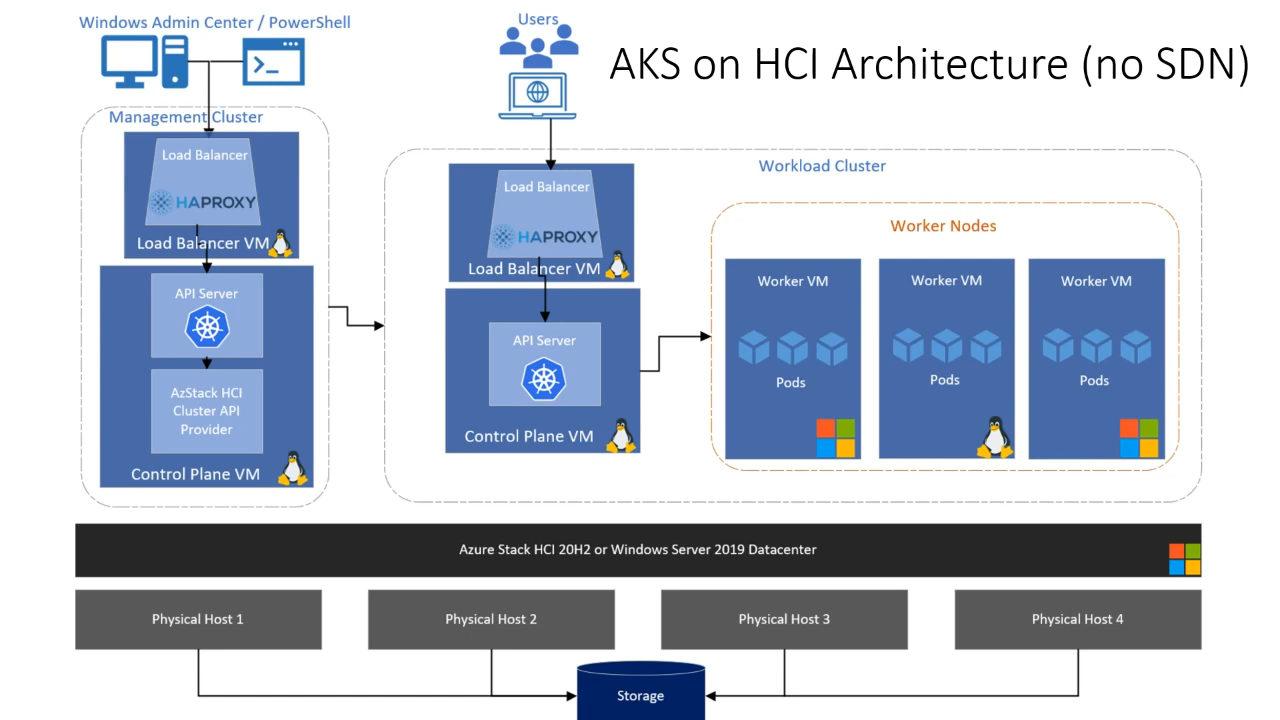 Windows Admin Center / PowerShell
Users
AKS on HCI Architecture (no SDN)
Management Cluster
Load Balancer
HAPROXY
Load Balancer VM
API Server
AzStack HCI
Cluster API
Provider
Control Plane VM
Workload Cluster
Load Balancer
HAPROXY
Load Balancer VM
API Server
Control Plane VM
Worker Nodes
Worker VM
Pods
Worker VM
Pods
Worker VM
Pods
Azure Stack HCI 20H2 or Windows Server 2019 Datacenter
Physical Host 1
Physical Host 2
Physical Host 3
Physical Host 4
Storage